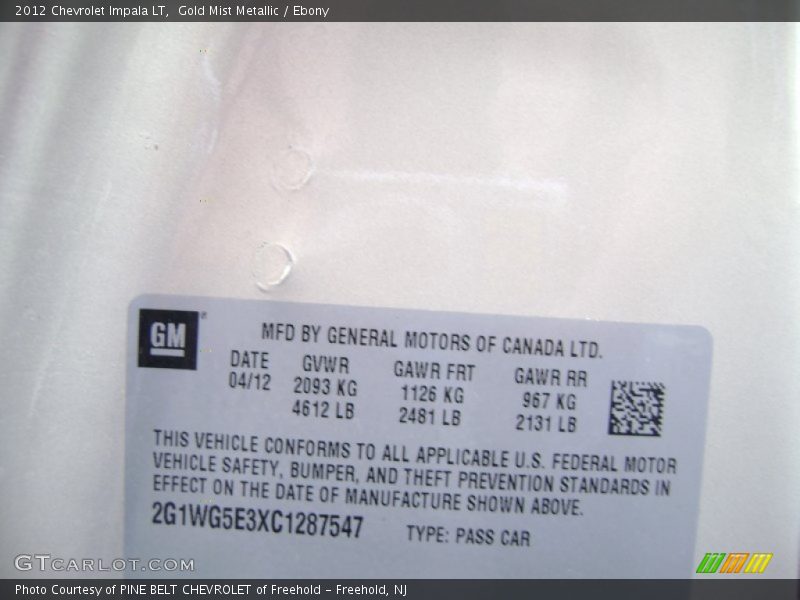 2012 Chevrolet Impala LT,  Gold Mist Metallic / Ebony
GM ®
MFD BY GENERAL MOTORS OF CANADA LTD.
DATE GVWR GAWR FRT GAWR RR
04/12 2093 KG 1126 KG 967 KG
4612 LB 2481 LB 2131 LB
THIS VEHICLE CONFORMS TO ALL APPLICABLE U.S. FEDERAL MOTOR
VEHICLE SAFETY, BUMPER, AND THEFT PREVENTION STANDARDS IN
EFFECT ON THE DATE OF MANUFACTURE SHOWN ABOVE.
2G1WG5E3XC1287547 TYPE: PASS CAR
GTCARLOT.COM
Photo Courtesy of PINE BELT CHEVROLET of Freehold - Freehold, NJ